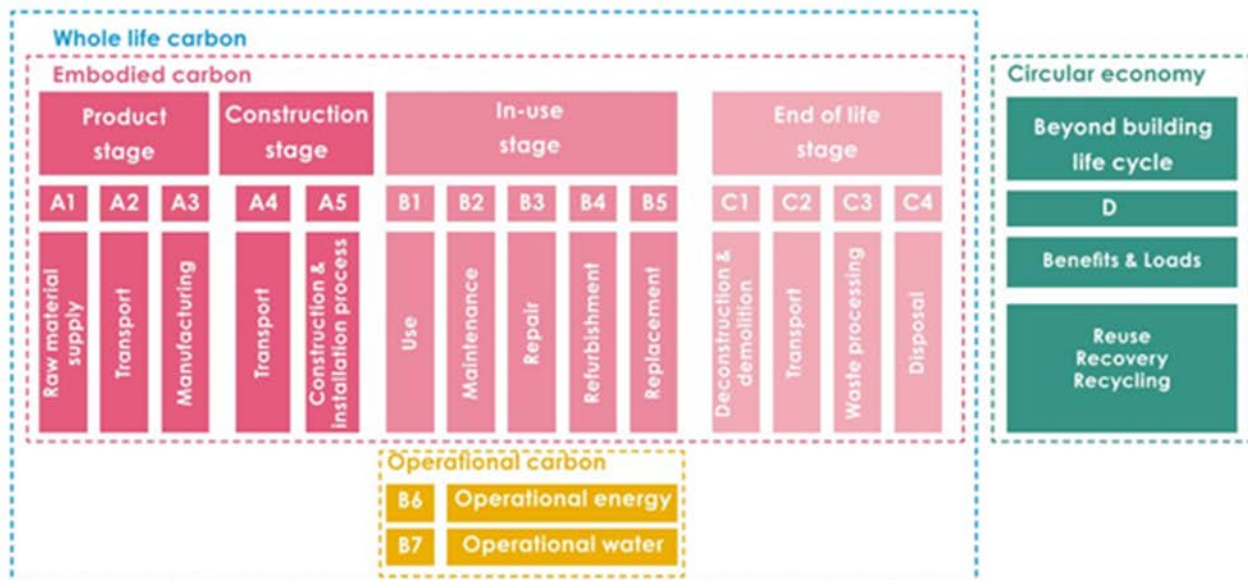 Whole life carbon
Embodied carbon
Product
stage
Construction
stage
In-use
stage
End of life
stage
A1
A2
A3
A4
A5
B1
B2
B3
B4
B5
C1
C2
C3
C4
Raw material
supply
Transport
Manufacturing
Transport
Construction &
installation process
Use
Maintenance
Repair
Refurbishment
Replacement
Deconstruction &
demolition
Transport
Waste processing
Disposal
Operational carbon
B6 Operational energy
B7 Operational water
Circular economy
Beyond building
life cycle
D
Benefits & Loads
Reuse
Recovery
Recycling